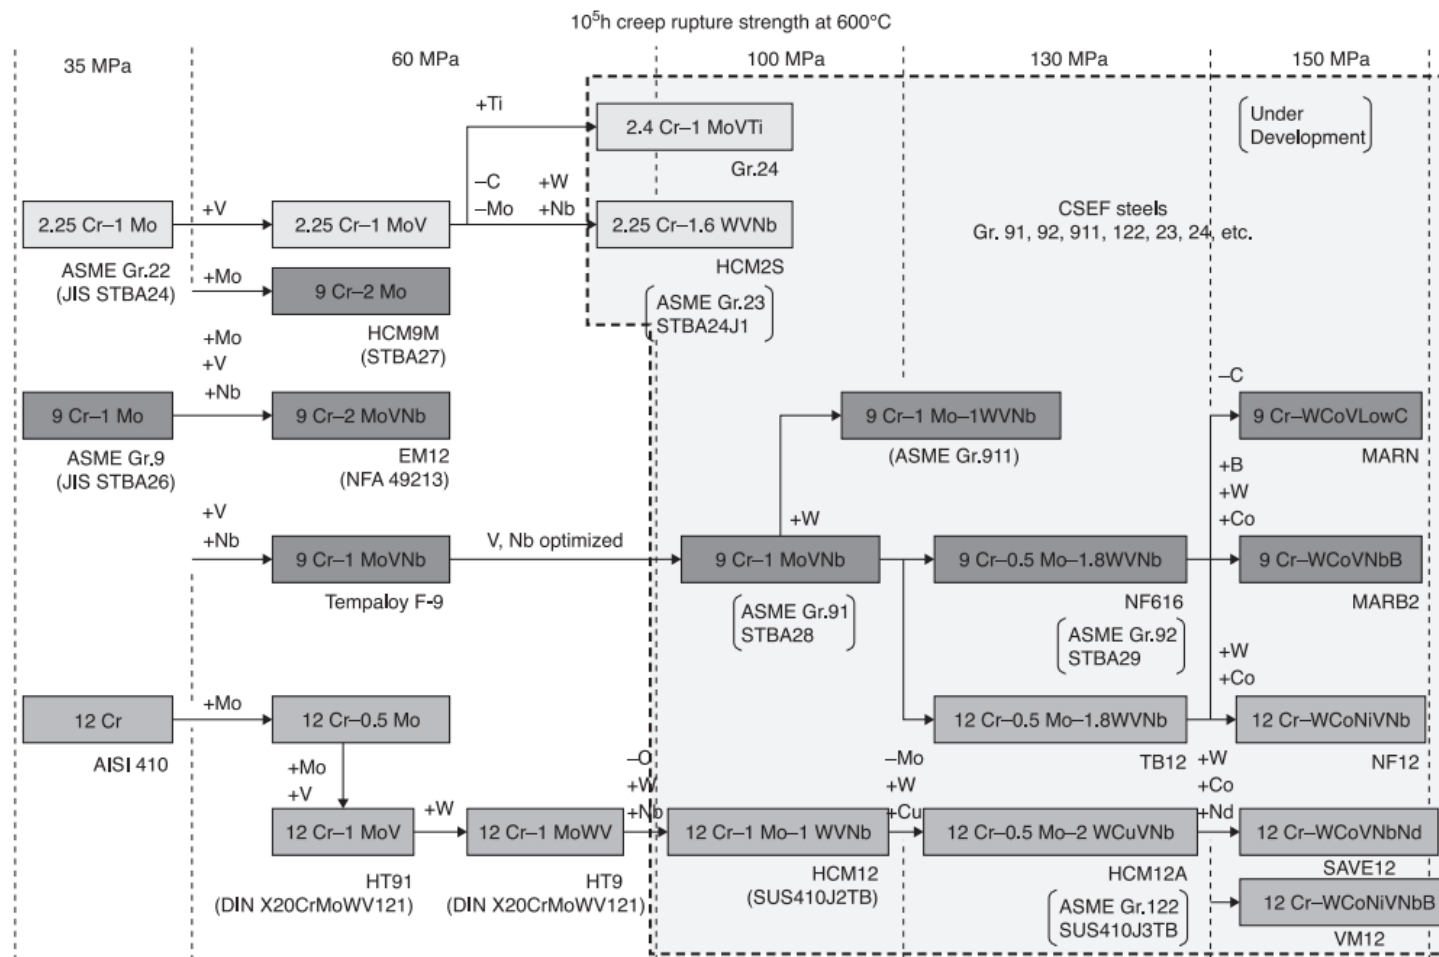 10⁵h creep rupture strength at 600°C
35 MPa
60 MPa
100 MPa
130 MPa
150 MPa
+Ti
2.4 Cr–1 MoVTi
Gr.24
Under
Development
–C
+W
–Mo
+Nb
2.25 Cr–1 Mo
+V
2.25 Cr–1 MoV
2.25 Cr–1.6 WVNb
CSEF steels
Gr. 91, 92, 911, 122, 23, 24, etc.
ASME Gr.22
(JIS STBA24)
+Mo
9 Cr–2 Mo
HCM2S
ASME Gr.23
STBA24J1
HCM9M
(STBA27)
+Mo
+V
+Nb
9 Cr–1 Mo
9 Cr–2 MoVNb
9 Cr–1 Mo–1WVNb
–C
9 Cr–WCoVLowC
ASME Gr.9
(JIS STBA26)
EM12
(NFA 49213)
(ASME Gr.911)
MARN
+B
+W
+Co
+V
+Nb
9 Cr–1 MoVNb
V, Nb optimized
+W
9 Cr–1 MoVNb
9 Cr–0.5 Mo–1.8WVNb
9 Cr–WCoVNbB
Tempaloy F-9
ASME Gr.91
STBA28
NF616
ASME Gr.92
STBA29
MARB2
+W
+Co
12 Cr
+Mo
12 Cr–0.5 Mo
12 Cr–0.5 Mo–1.8WVNb
12 Cr–WCoNiVNb
AISI 410
TB12
NF12
+Mo
+V
+W
–O
+W
+Nb
–Mo
+W
+Cu
+W
+Co
+Nd
12 Cr–1 MoV
12 Cr–1 MoWV
12 Cr–1 Mo–1 WVNb
12 Cr–0.5 Mo–2 WCuVNb
12 Cr–WCoVNbNd
HT91
(DIN X20CrMoWV121)
HT9
(DIN X20CrMoWV121)
HCM12
(SUS410J2TB)
HCM12A
ASME Gr.122
SUS410J3TB
SAVE12
12 Cr–WCoNiVNbB
VM12